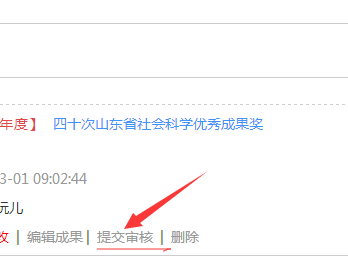 年度】 四十次山东省社会科学优秀成果奖
3-01 09:02:44
玩儿
改 | 编辑成果 | 提交审核 | 删除